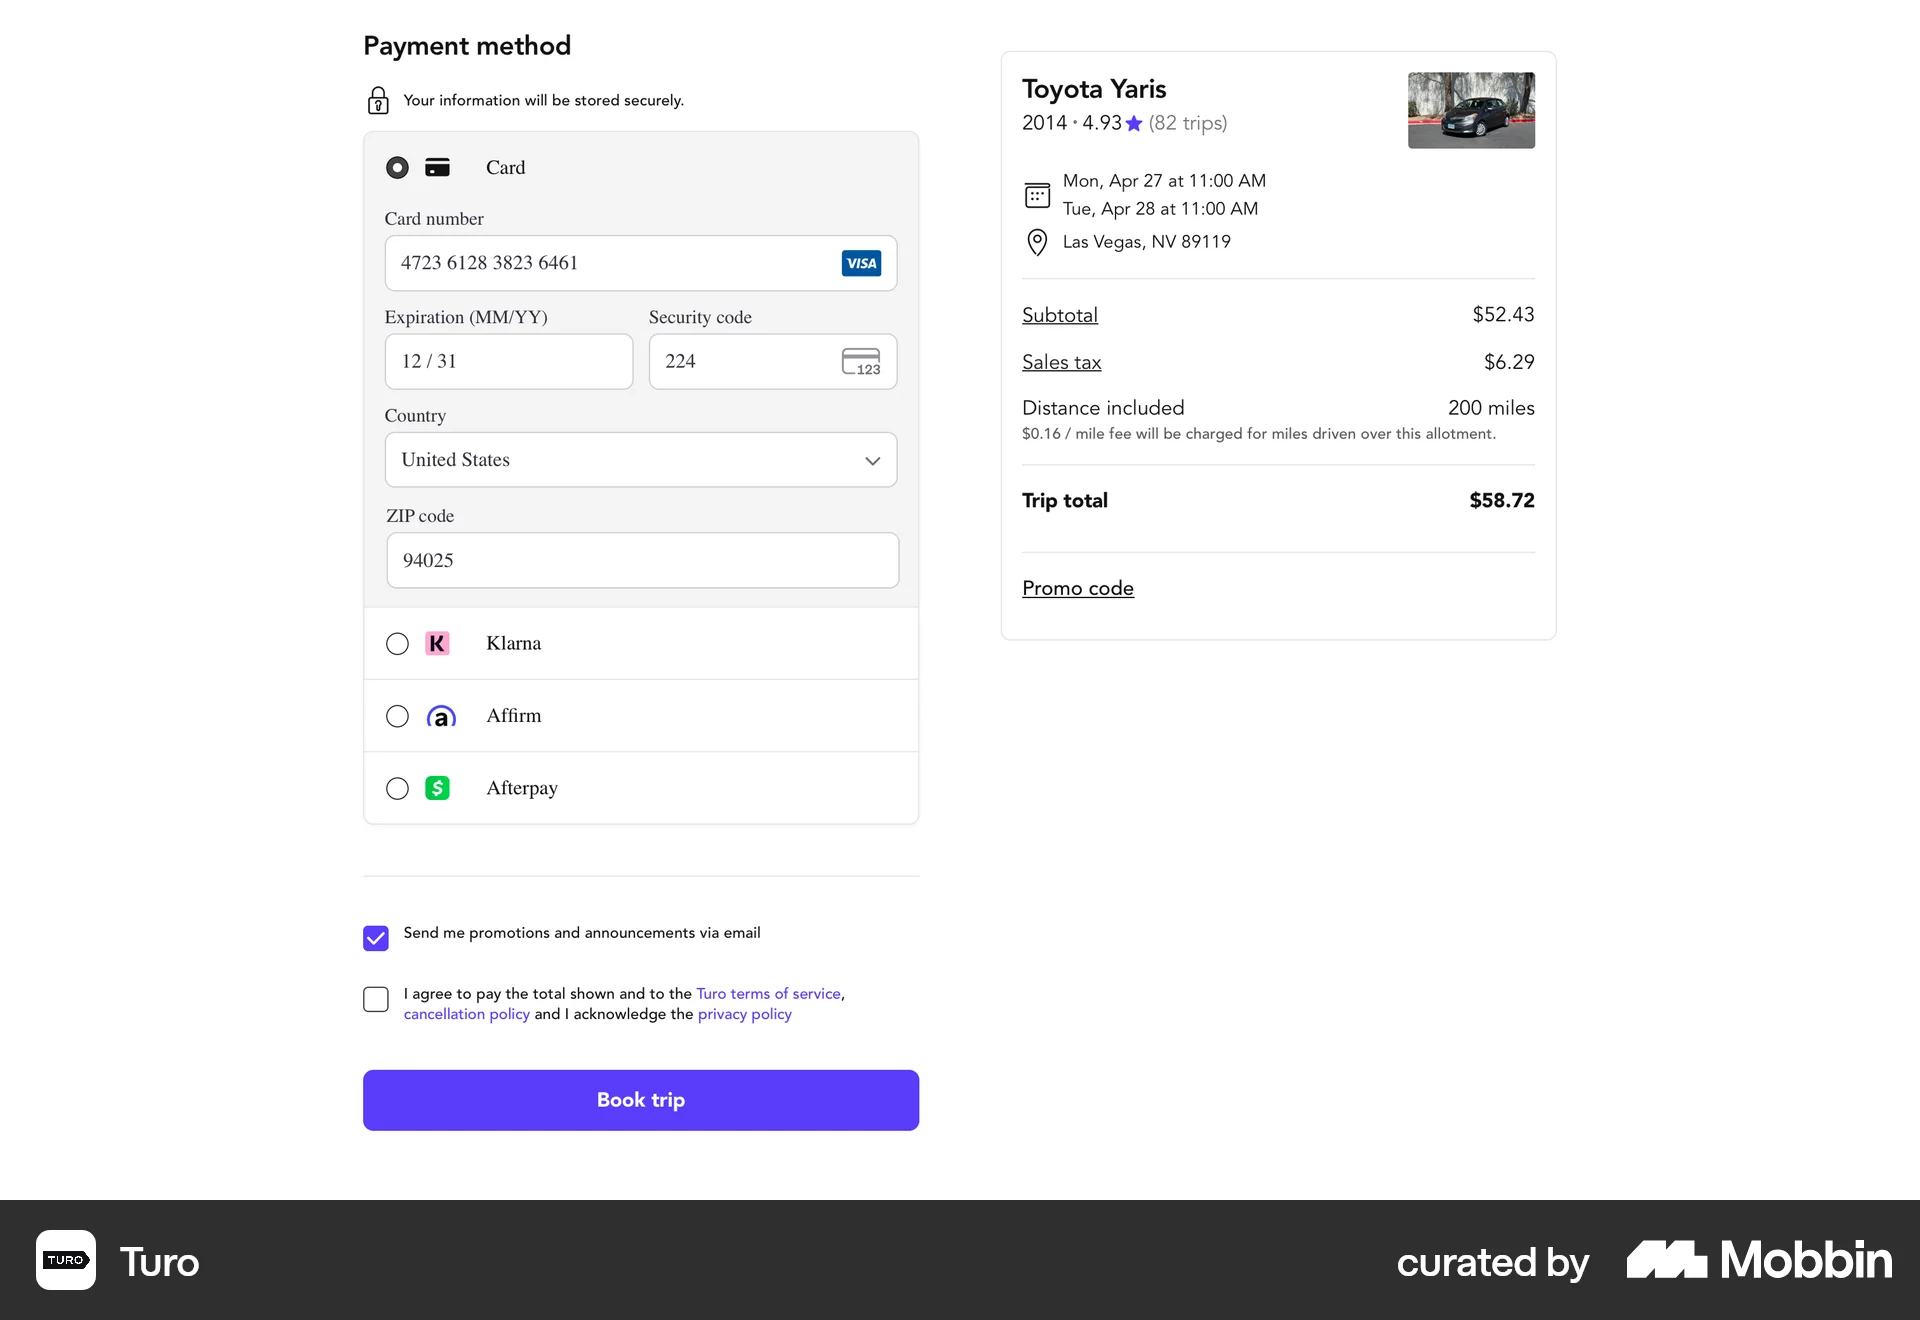 Payment method
Your information will be stored securely.
Card
Card number
4723 6128 3823 6461
VISA
Expiration (MM/YY)
12 / 31
Security code
224
123
Country
United States
ZIP code
94025
K
Klarna
a
Affirm
$
Afterpay
Send me promotions and announcements via email
I agree to pay the total shown and to the Turo terms of service,
cancellation policy and I acknowledge the privacy policy
Book trip
Toyota Yaris
2014 • 4.93 (82 trips)
Mon, Apr 27 at 11:00 AM
Tue, Apr 28 at 11:00 AM
Las Vegas, NV 89119
Subtotal $52.43
Sales tax $6.29
Distance included 200 miles
$0.16 / mile fee will be charged for miles driven over this allotment.
Trip total $58.72
Promo code
TURO
Turo
curated by
Mobbin